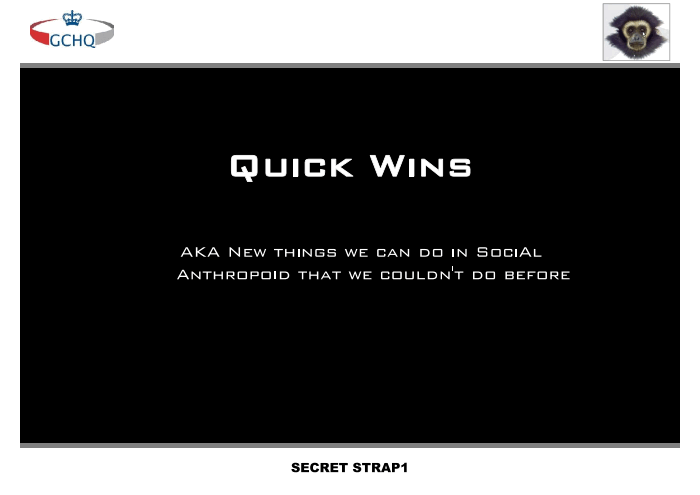 GCHQ
Quick Wins
AKA New things we can do in SociAl
Anthropoid that we couldn't do before
SECRET STRAP1